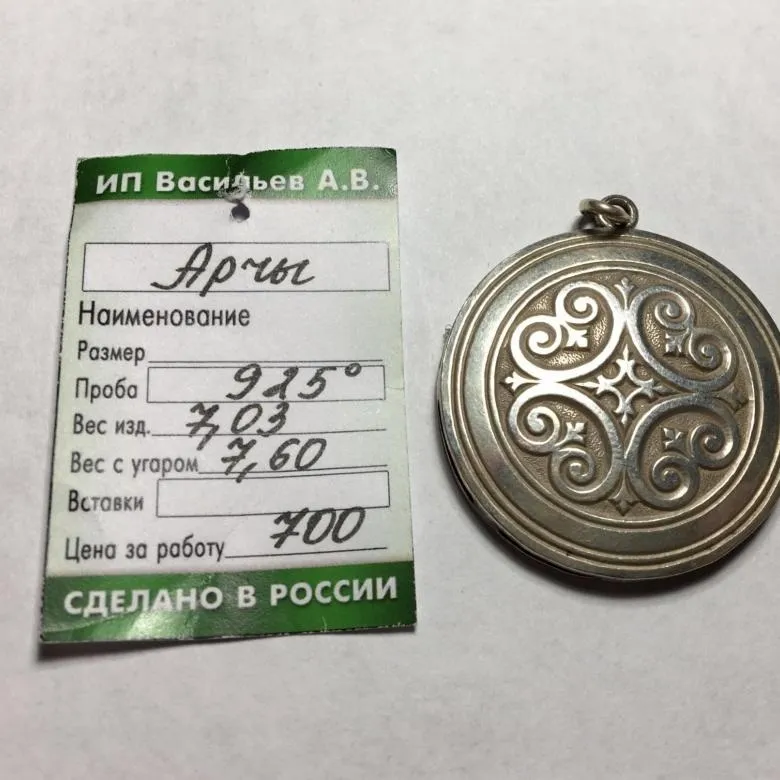 ИП Васильев А.В.
Арчы
Наименование
Размер
Проба 925°
Вес изд. 7,03
Вес с угаром 7,60
Вставки
Цена за работу 700
СДЕЛАНО В РОССИИ